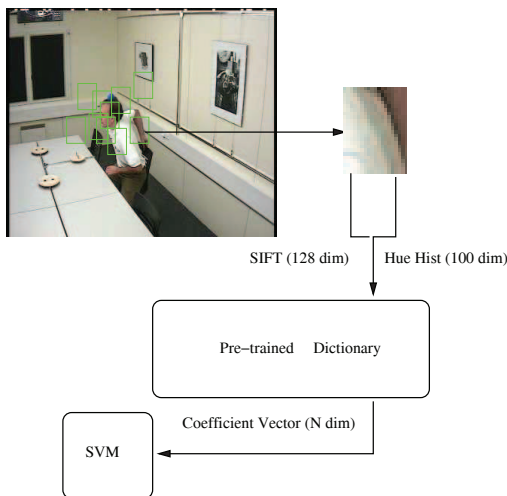 SIFT (128 dim) Hue Hist (100 dim)
Pre−trained Dictionary
Coefficient Vector (N dim)
SVM